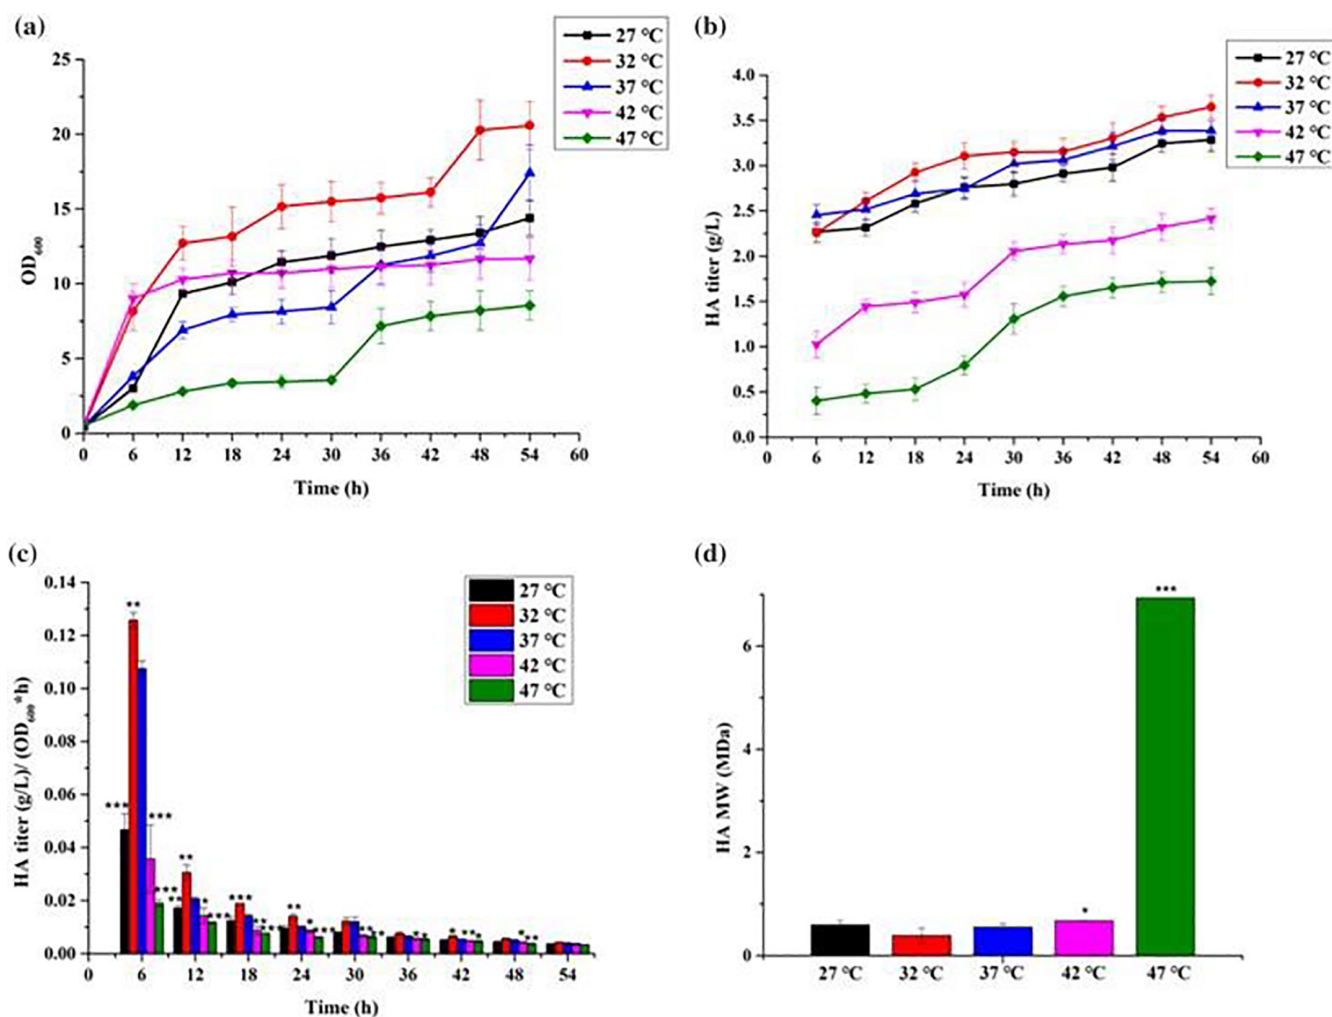 (a)
27 °C
32 °C
37 °C
42 °C
47 °C
25
20
15
10
5
0
OD600
0 6 12 18 24 30 36 42 48 54 60
Time (h)
(b)
27 °C
32 °C
37 °C
42 °C
47 °C
4.0
3.5
3.0
2.5
2.0
1.5
1.0
0.5
0.0
HA titer (g/L)
0 6 12 18 24 30 36 42 48 54 60
Time (h)
(c)
27 °C
32 °C
37 °C
42 °C
47 °C
0.14
0.12
0.10
0.08
0.06
0.04
0.02
0.00
HA titer (g/L)/ (OD600*h)
0 6 12 18 24 30 36 42 48 54
Time (h)
(d)
6
4
2
0
HA MW (MDa)
*
***
27 °C 32 °C 37 °C 42 °C 47 °C